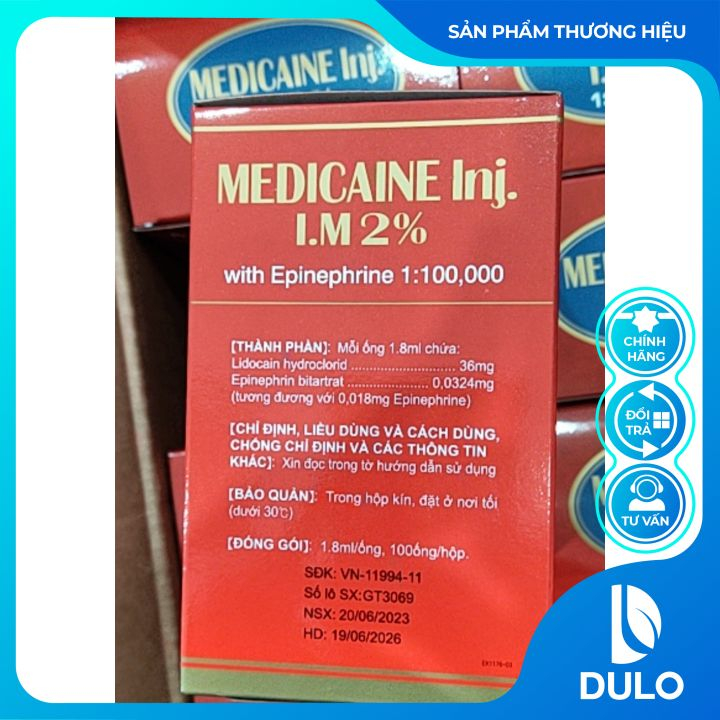 SẢN PHẨM THƯƠNG HIỆU
MEDICAINE Inj.
MEDICAINE Inj.
I.M 2%
with Epinephrine 1:100,000
[THÀNH PHẦN]: Mỗi ống 1.8ml chứa:
Lidocain hydroclorid ........................... 36mg
Epinephrin bitartrat ...................... 0,0324mg
(tương đương với 0,018mg Epinephrine)
[CHỈ ĐỊNH, LIỀU DÙNG VÀ CÁCH DÙNG,
CHỐNG CHỈ ĐỊNH VÀ CÁC THÔNG TIN
KHÁC]: Xin đọc trong tờ hướng dẫn sử dụng
[BẢO QUẢN]: Trong hộp kín, đặt ở nơi tối
(dưới 30℃)
[ĐÓNG GÓI]: 1.8ml/ống, 100ống/hộp.
SĐK: VN-11994-11
Số lô SX:GT3069
NSX: 20/06/2023
HD: 19/06/2026
CHÍNH
HÃNG
ĐỔI
TRẢ
TƯ VẤN
DULO